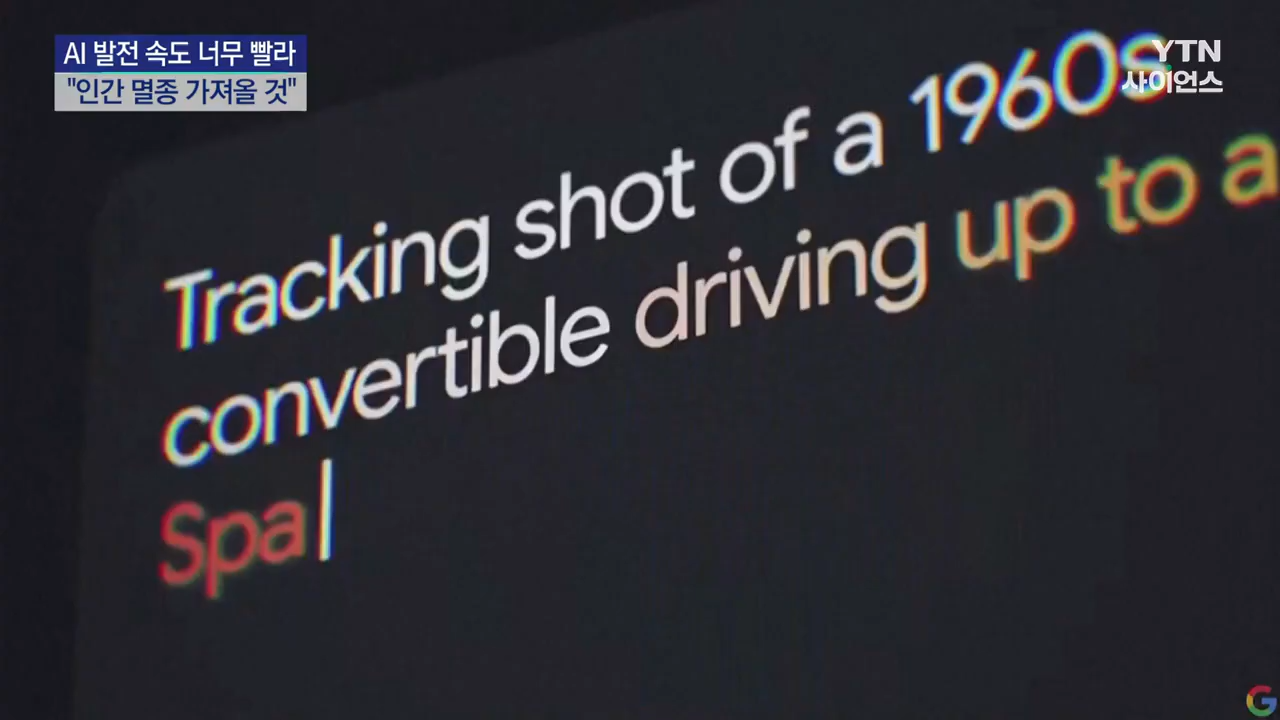 AI 발전 속도 너무 빨라
"인간 멸종 가져올 것"
YTN
사이언스
Tracking shot of a 1960s
convertible driving up to a
Spa
G